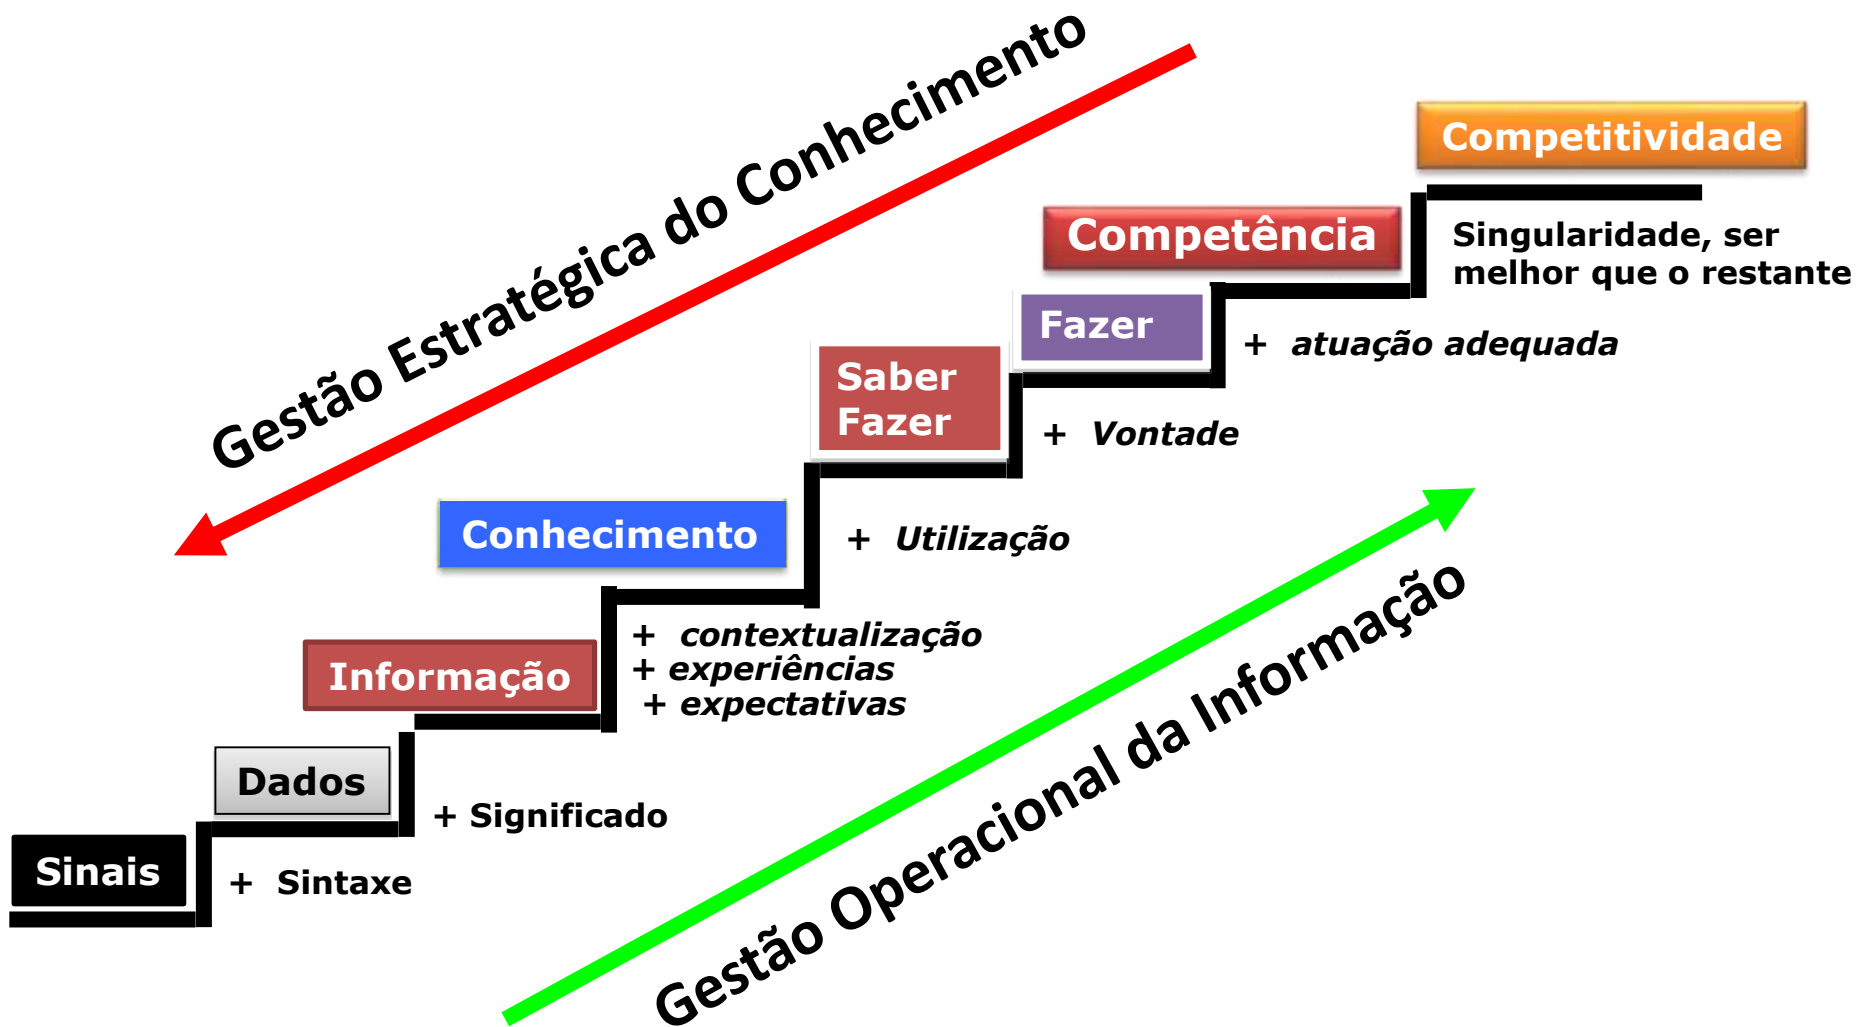 Gestão Estratégica do Conhecimento
Competitividade
Singularidade, ser
melhor que o restante
Competência
+ atuação adequada
Fazer
+ Vontade
Saber
Fazer
+ Utilização
Conhecimento
+ contextualização
+ experiências
+ expectativas
Informação
+ Significado
Dados
+ Sintaxe
Sinais
Gestão Operacional da Informação